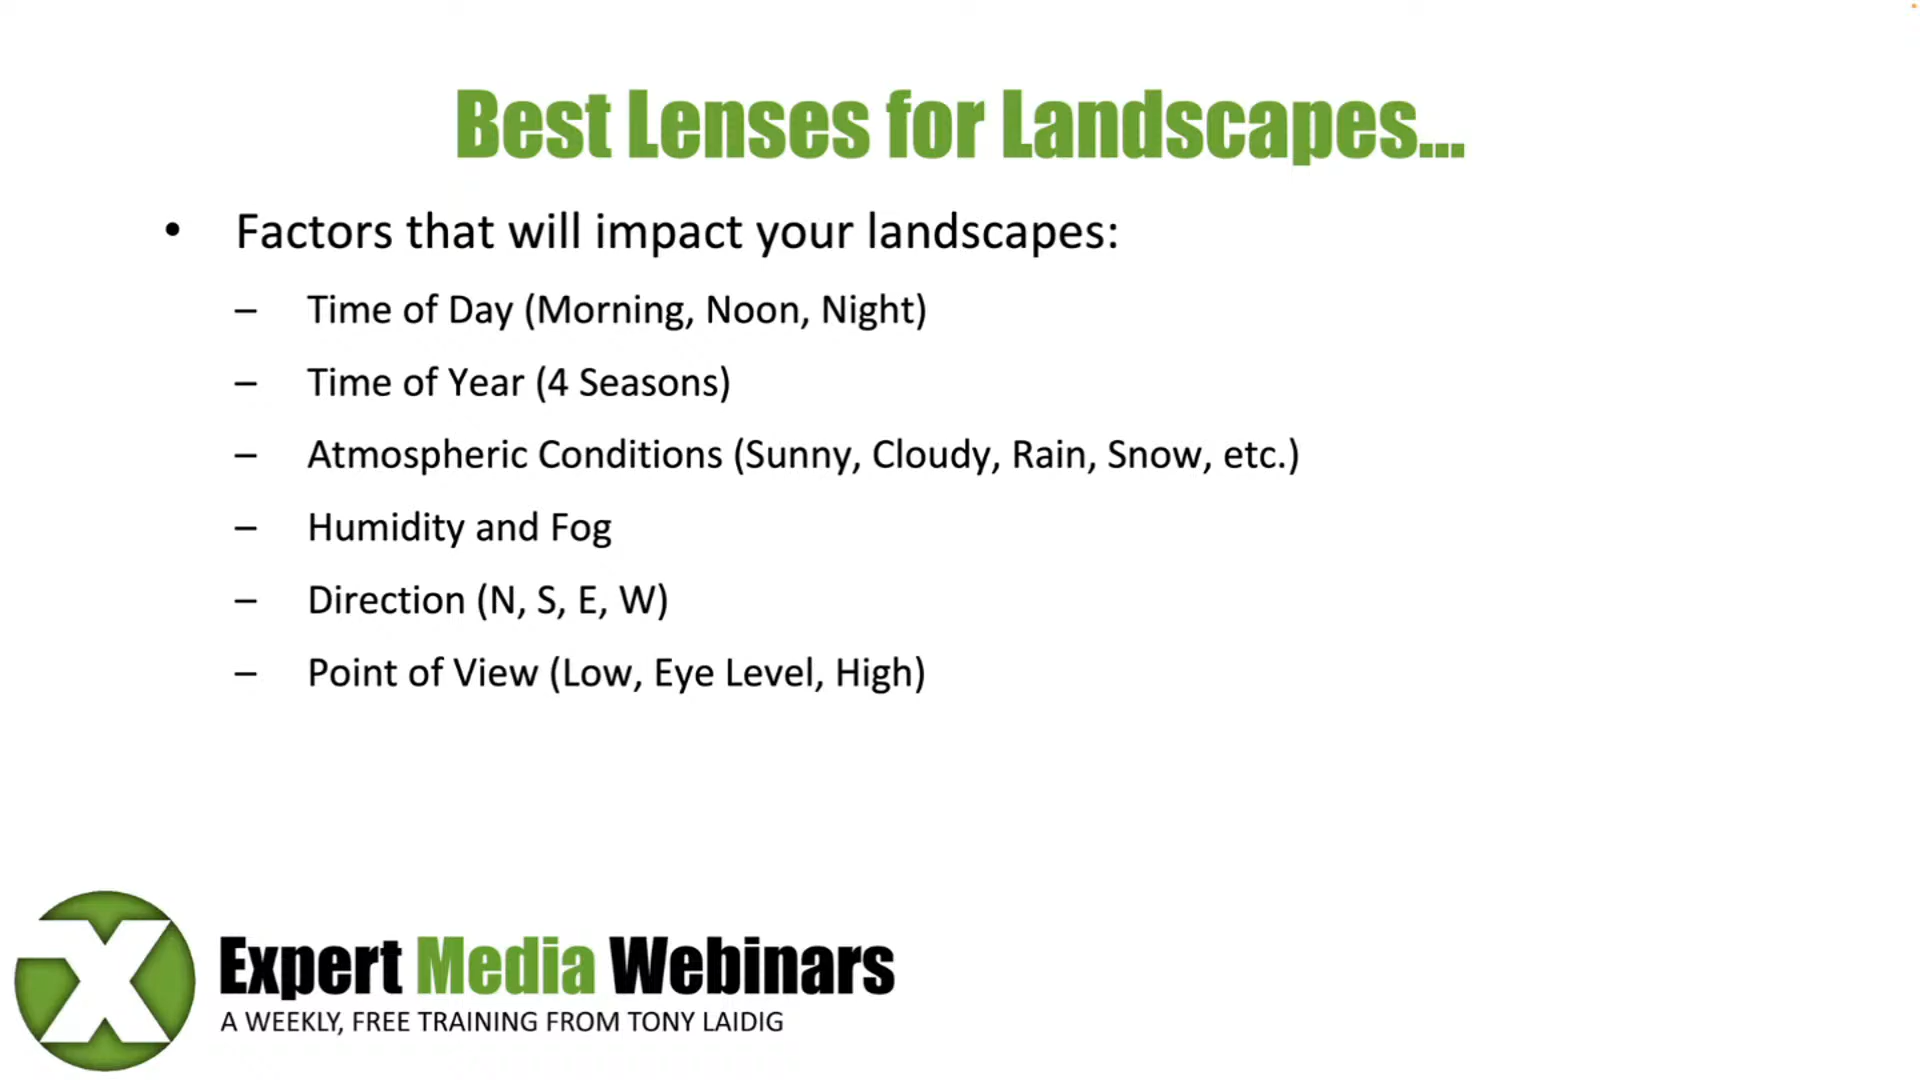 Best Lenses for Landscapes...
• Factors that will impact your landscapes:
– Time of Day (Morning, Noon, Night)
– Time of Year (4 Seasons)
– Atmospheric Conditions (Sunny, Cloudy, Rain, Snow, etc.)
– Humidity and Fog
– Direction (N, S, E, W)
– Point of View (Low, Eye Level, High)
X
Expert Media Webinars
A WEEKLY, FREE TRAINING FROM TONY LAIDIG